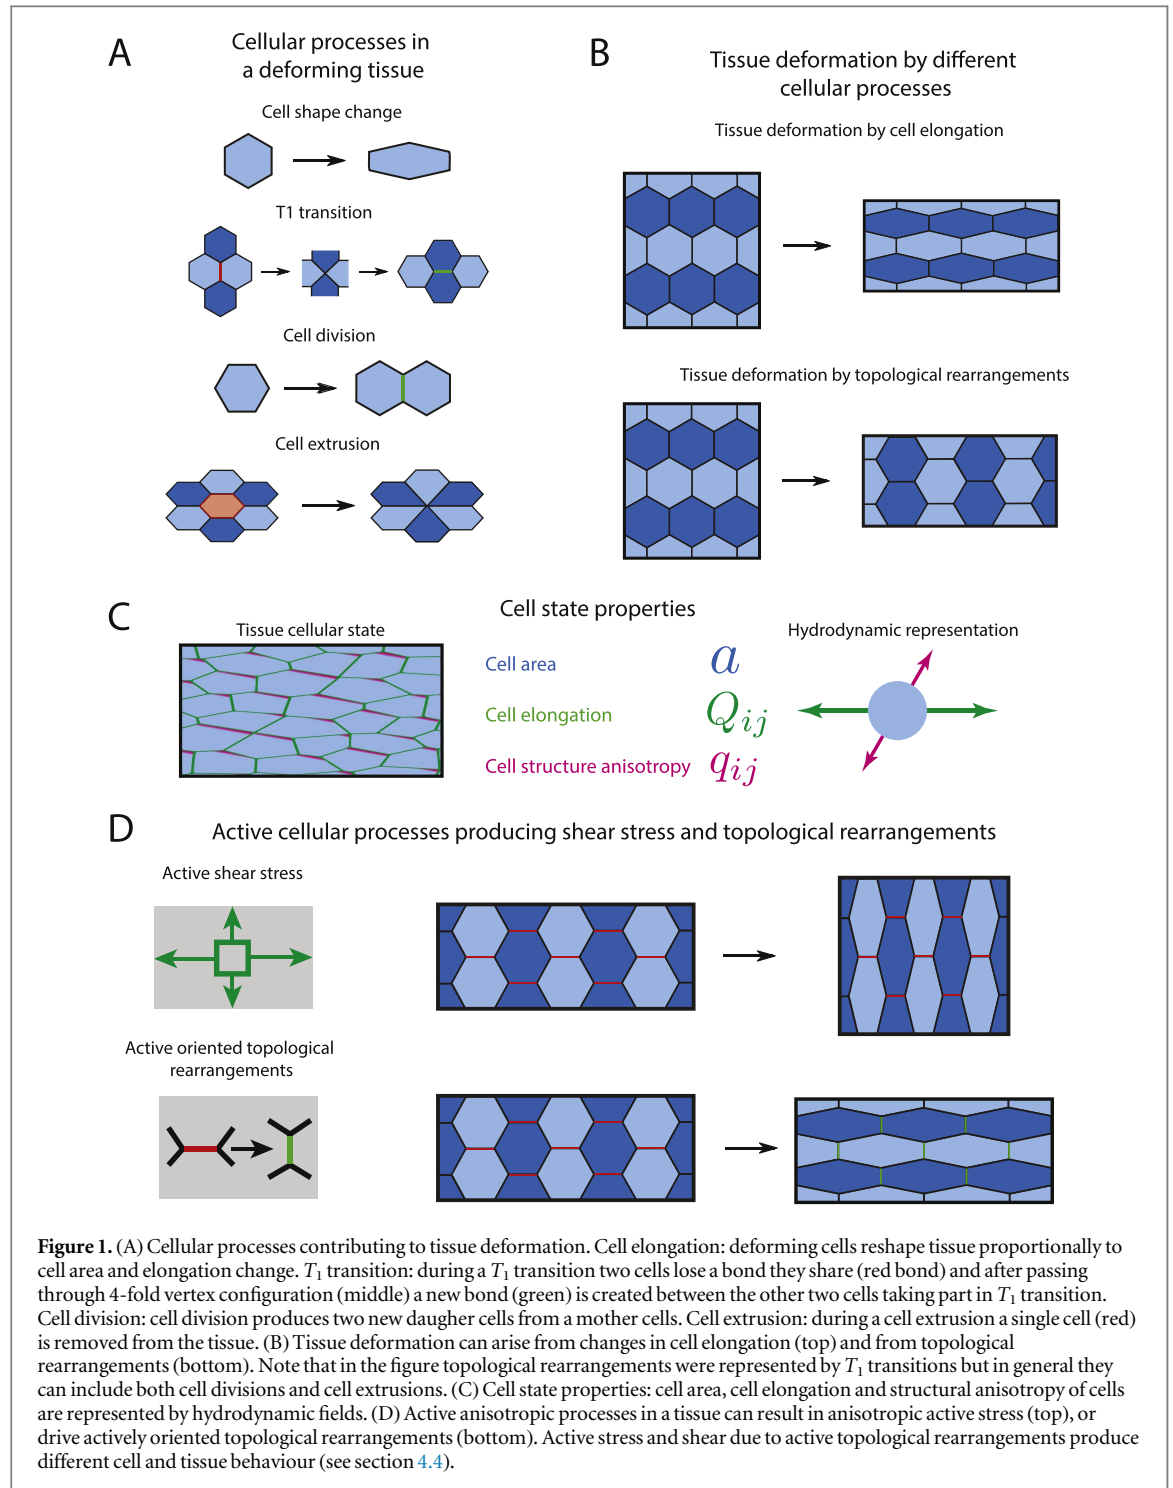 A
Cellular processes in
a deforming tissue
Cell shape change
T1 transition
Cell division
Cell extrusion
B
Tissue deformation by different
cellular processes
Tissue deformation by cell elongation
Tissue deformation by topological rearrangements
C
Cell state properties
Tissue cellular state
Cell area a
Cell elongation Q_ij
Cell structure anisotropy q_ij
Hydrodynamic representation
D
Active cellular processes producing shear stress and topological rearrangements
Active shear stress
Active oriented topological
rearrangements
Figure 1. (A) Cellular processes contributing to tissue deformation. Cell elongation: deforming cells reshape tissue proportionally to
cell area and elongation change. T1 transition: during a T1 transition two cells lose a bond they share (red bond) and after passing
through 4-fold vertex configuration (middle) a new bond (green) is created between the other two cells taking part in T1 transition.
Cell division: cell division produces two new daugher cells from a mother cells. Cell extrusion: during a cell extrusion a single cell (red)
is removed from the tissue. (B) Tissue deformation can arise from changes in cell elongation (top) and from topological
rearrangements (bottom). Note that in the figure topological rearrangements were represented by T1 transitions but in general they
can include both cell divisions and cell extrusions. (C) Cell state properties: cell area, cell elongation and structural anisotropy of cells
are represented by hydrodynamic fields. (D) Active anisotropic processes in a tissue can result in anisotropic active stress (top), or
drive actively oriented topological rearrangements (bottom). Active stress and shear due to active topological rearrangements produce
different cell and tissue behaviour (see section 4.4).